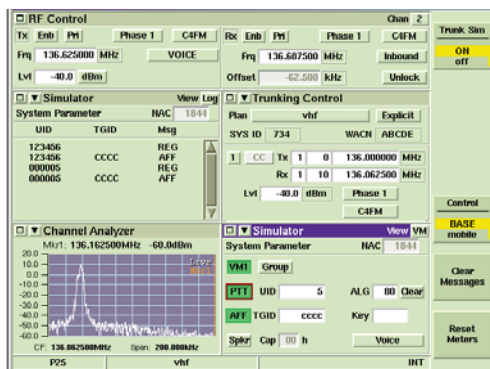 RF Control Chan 2
Tx Enb Pri Phase 1 C4FM
Frq 136.625000 MHz VOICE
Lvl -40.0 dBm
Rx Enb Pri Phase 1 C4FM
Frq 136.687500 MHz Inbound
Offset -62.500 kHz Unlock
Trunk Sim
ON
off
Simulator View Log
System Parameter NAC 1844
UID TGID Msg
123456 REG
123456 CCCC AFF
000005 REG
000005 CCCC AFF
Trunking Control
Plan vhf Explicit
SYS ID 734 WACN ABCDE
1 CC Tx 1 0 136.000000 MHz
Rx 1 10 136.062500 MHz
Lvl -40.0 dBm Phase 1
C4FM
Control
BASE
mobile
Channel Analyzer
Mkr1: 136.162500MHz -60.0dBm
Live
20.0
10.0
0.0
-10.0
-20.0
-30.0
-40.0
-50.0
-60.0
CF: 136.062500MHz Span: 200.000kHz
Simulator View VM
System Parameter NAC 1844
VM1 Group
PTT UID 5 ALG 80 Clear
AFF TGID cccc Key
Spkr Cap 00 h Voice
Clear
Messages
Reset
Meters
P25 vhf INT